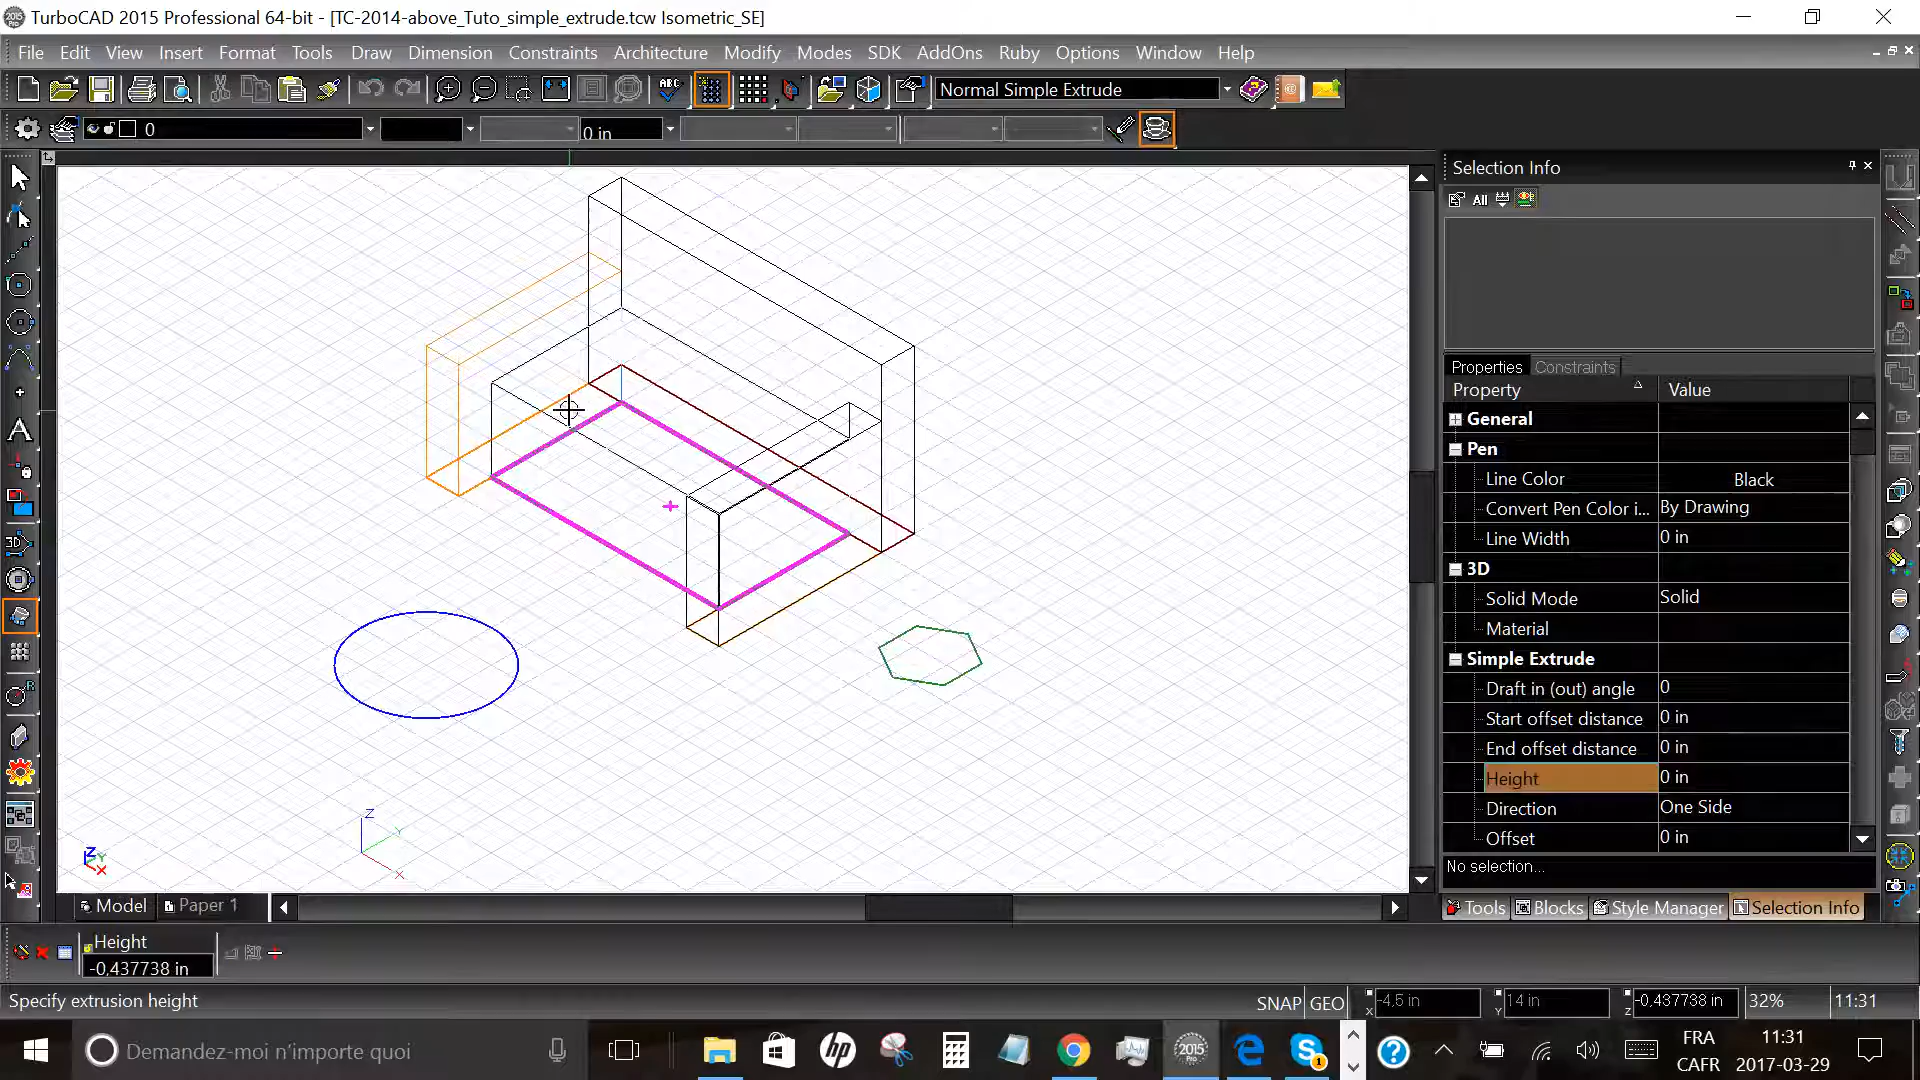 TurboCAD 2015 Professional 64-bit - [TC-2014-above_Tuto_simple_extrude.tcw Isometric_SE]
File Edit View Insert Format Tools Draw Dimension Constraints Architecture Modify Modes SDK AddOns Ruby Options Window Help
ABC Normal Simple Extrude
0 0 in
Selection Info
All
Properties Constraints
Property Value
General
Pen
Line Color Black
Convert Pen Color i... By Drawing
Line Width 0 in
3D
Solid Mode Solid
Material
Simple Extrude
Draft in (out) angle 0
Start offset distance 0 in
End offset distance 0 in
Height 0 in
Direction One Side
Offset 0 in
No selection...
Z Y X
Z Y X
Model Paper 1
Tools Blocks Style Manager Selection Info
Height
-0,437738 in
Specify extrusion height
SNAP GEO X -4,5 in Y 14 in Z -0,437738 in 32% 11:31
Demandez-moi n'importe quoi
hp 2015 1
FRA
CAFR
11:31
2017-03-29